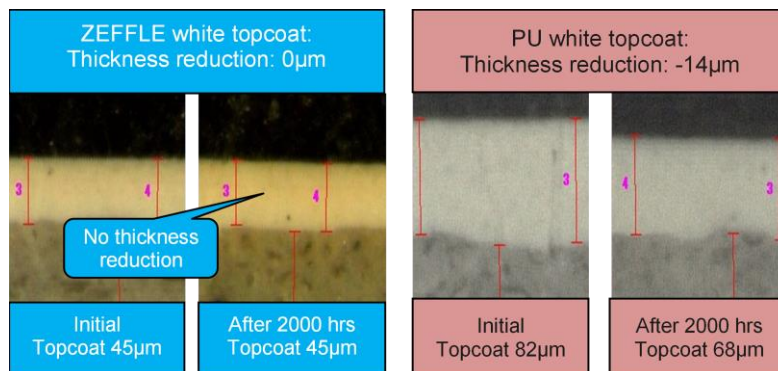 ZEFFLE white topcoat:
Thickness reduction: 0µm
PU white topcoat:
Thickness reduction: -14µm
3
4
3
4
3
4
3
No thickness
reduction
Initial
Topcoat 45µm
After 2000 hrs
Topcoat 45µm
Initial
Topcoat 82µm
After 2000 hrs
Topcoat 68µm